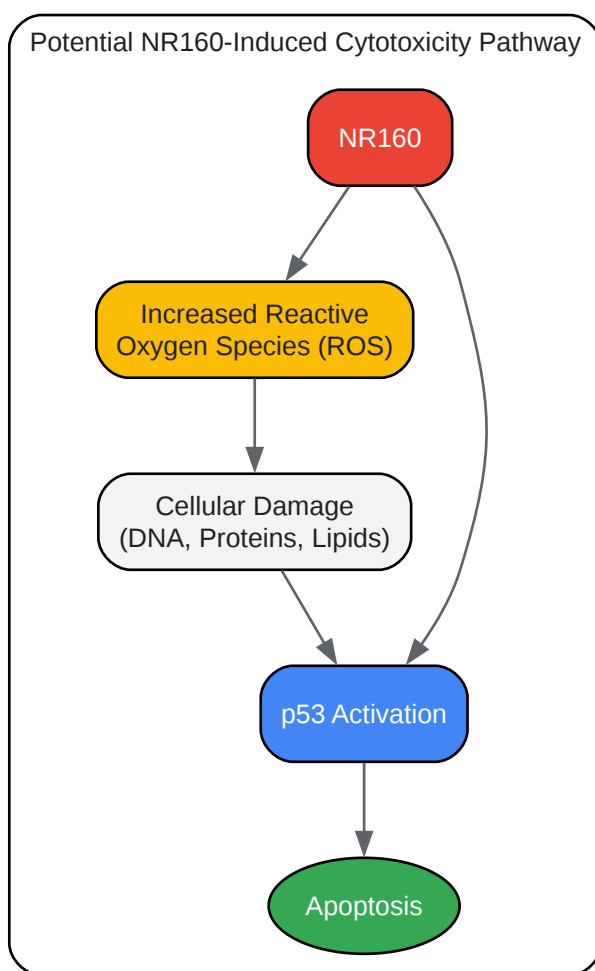 Potential NR160-Induced Cytotoxicity Pathway
NR160
Increased Reactive
Oxygen Species (ROS)
Cellular Damage
(DNA, Proteins, Lipids)
p53 Activation
Apoptosis